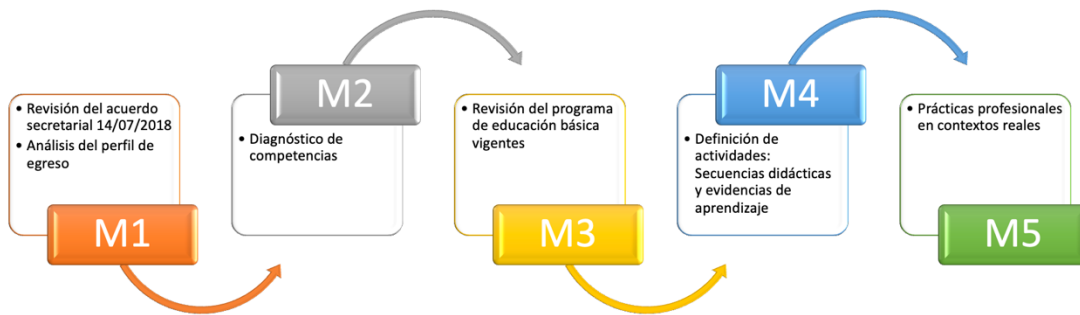 • Revisión del acuerdo
secretarial 14/07/2018
• Análisis del perfil de
egreso
M1
M2
• Diagnóstico de
competencias
• Revisión del programa
de educación básica
vigentes
M3
M4
• Definición de
actividades:
Secuencias didácticas
y evidencias de
aprendizaje
• Prácticas profesionales
en contextos reales
M5